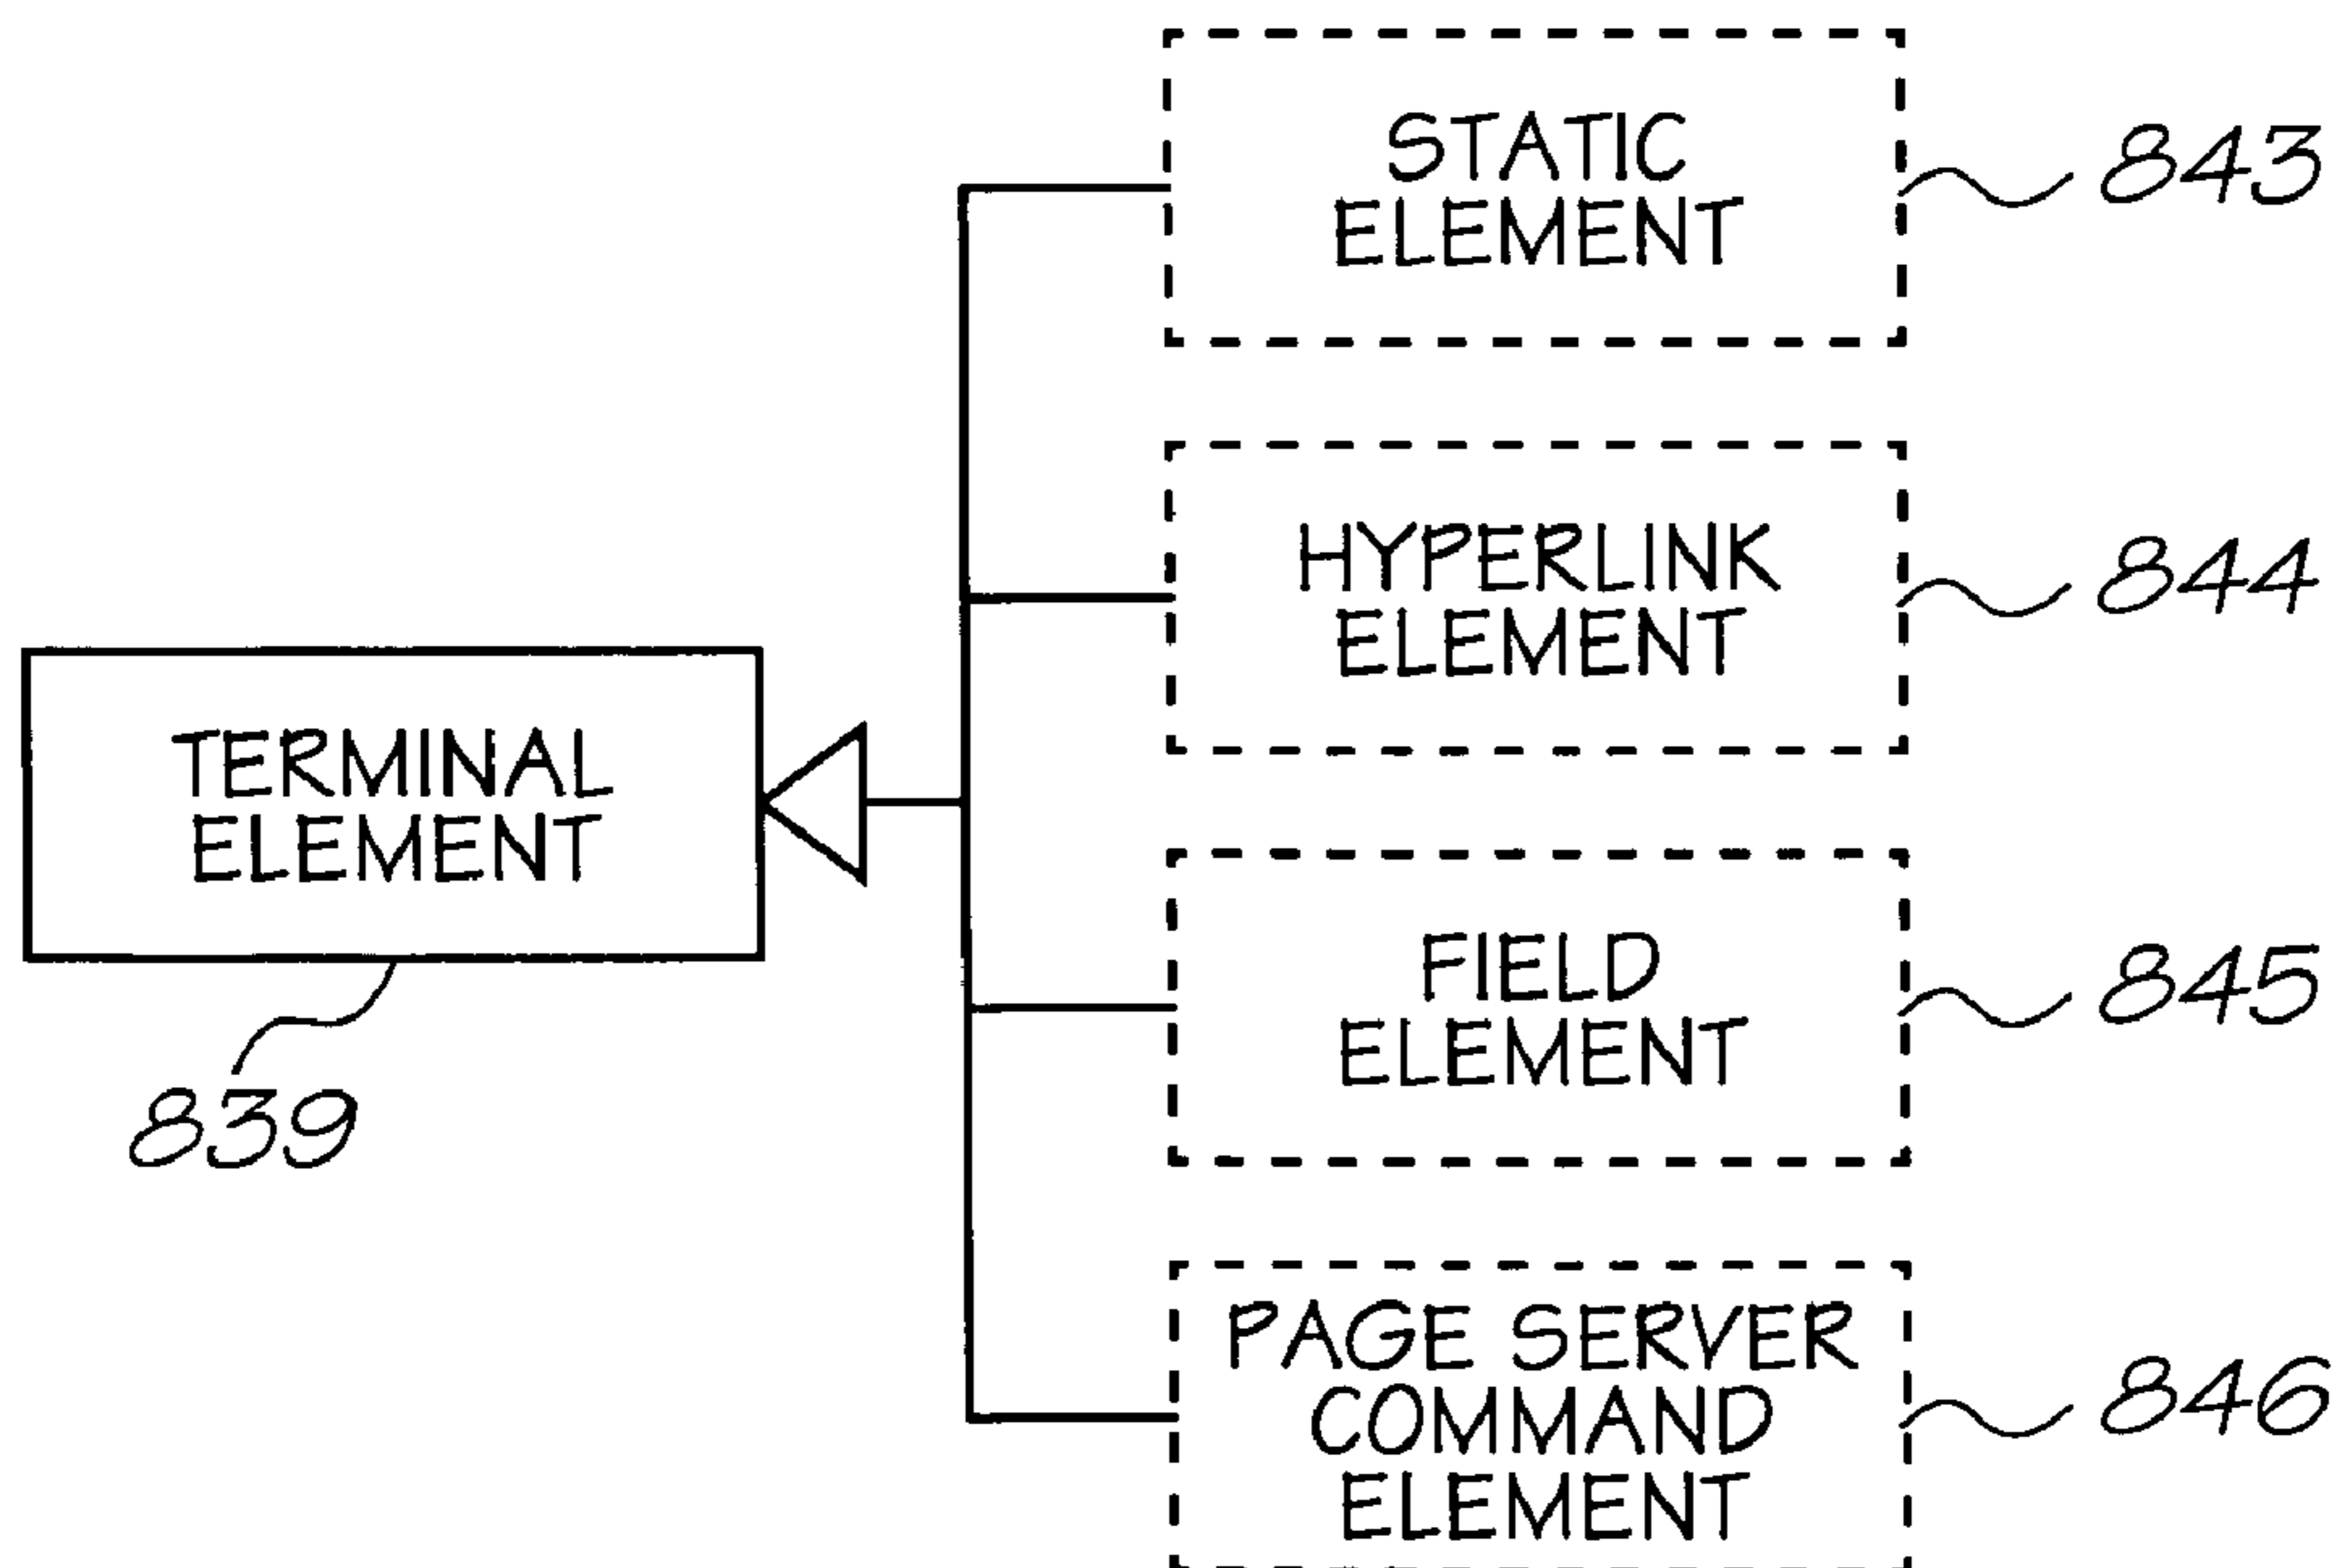 STATIC
ELEMENT
843
HYPERLINK
ELEMENT
844
TERMINAL
ELEMENT
839
FIELD
ELEMENT
845
PAGE SERVER
COMMAND
ELEMENT
846